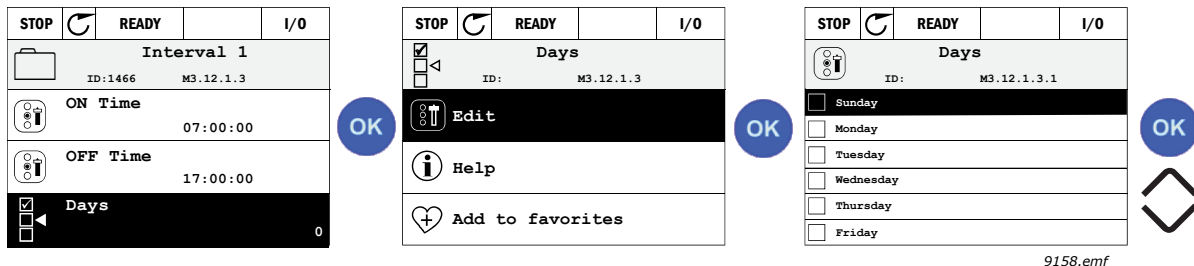 STOP READY I/O
Interval 1
ID:1466 M3.12.1.3
ON Time
07:00:00
OFF Time
17:00:00
Days
0
OK
STOP READY I/O
Days
ID: M3.12.1.3
Edit
Help
Add to favorites
OK
STOP READY I/O
Days
ID: M3.12.1.3.1
Sunday
Monday
Tuesday
Wednesday
Thursday
Friday
OK
9158.emf